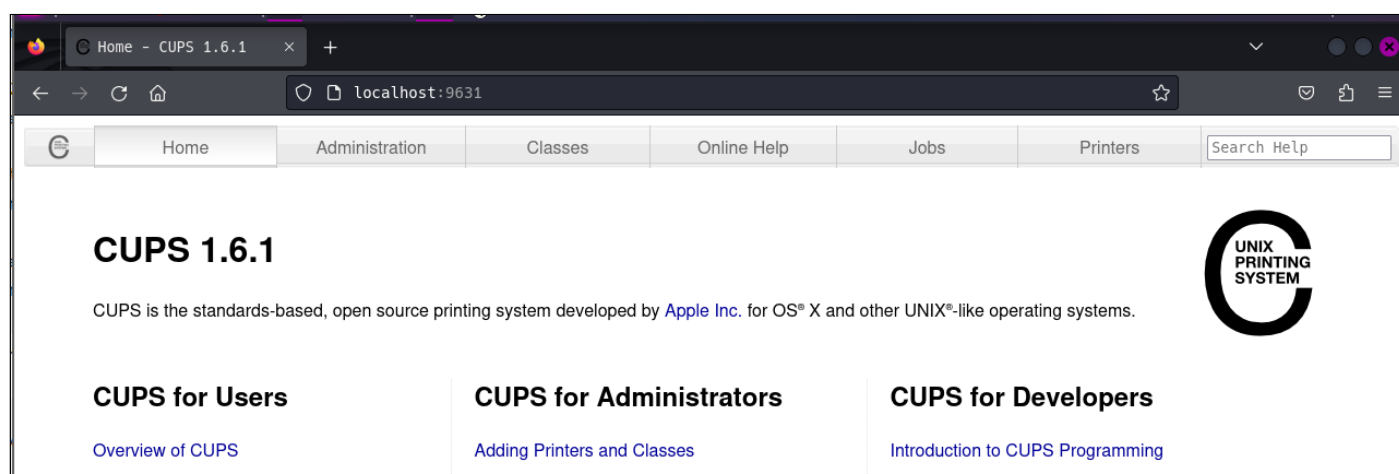 Home - CUPS 1.6.1
localhost:9631
Home Administration Classes Online Help Jobs Printers Search Help
CUPS 1.6.1
UNIX
PRINTING
SYSTEM
CUPS is the standards-based, open source printing system developed by Apple Inc. for OS® X and other UNIX®-like operating systems.
CUPS for Users CUPS for Administrators CUPS for Developers
Overview of CUPS Adding Printers and Classes Introduction to CUPS Programming